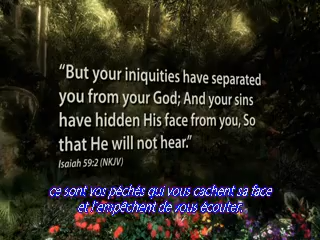 “But your iniquities have separated
you from your God; And your sins
have hidden His face from you, So
that He will not hear.”
Isaiah 59:2 (NKJV)
ce sont vos péchés qui vous cachent sa face
et l'empêchent de vous écouter.